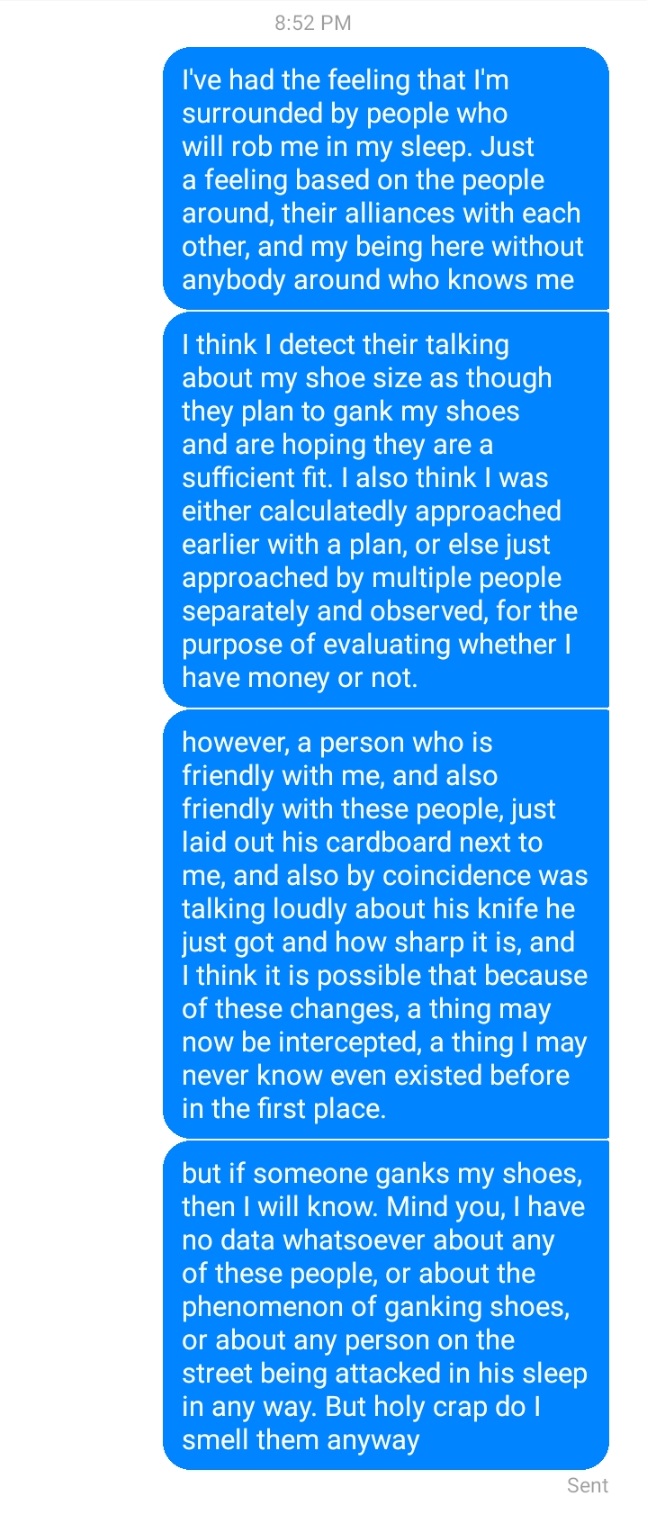 8:52 PM
I've had the feeling that I'm
surrounded by people who
will rob me in my sleep. Just
a feeling based on the people
around, their alliances with each
other, and my being here without
anybody around who knows me
I think I detect their talking
about my shoe size as though
they plan to gank my shoes
and are hoping they are a
sufficient fit. I also think I was
either calculatedly approached
earlier with a plan, or else just
approached by multiple people
separately and observed, for the
purpose of evaluating whether I
have money or not.
however, a person who is
friendly with me, and also
friendly with these people, just
laid out his cardboard next to
me, and also by coincidence was
talking loudly about his knife he
just got and how sharp it is, and
I think it is possible that because
of these changes, a thing may
now be intercepted, a thing I may
never know even existed before
in the first place.
but if someone ganks my shoes,
then I will know. Mind you, I have
no data whatsoever about any
of these people, or about the
phenomenon of ganking shoes,
or about any person on the
street being attacked in his sleep
in any way. But holy crap do I
smell them anyway
Sent